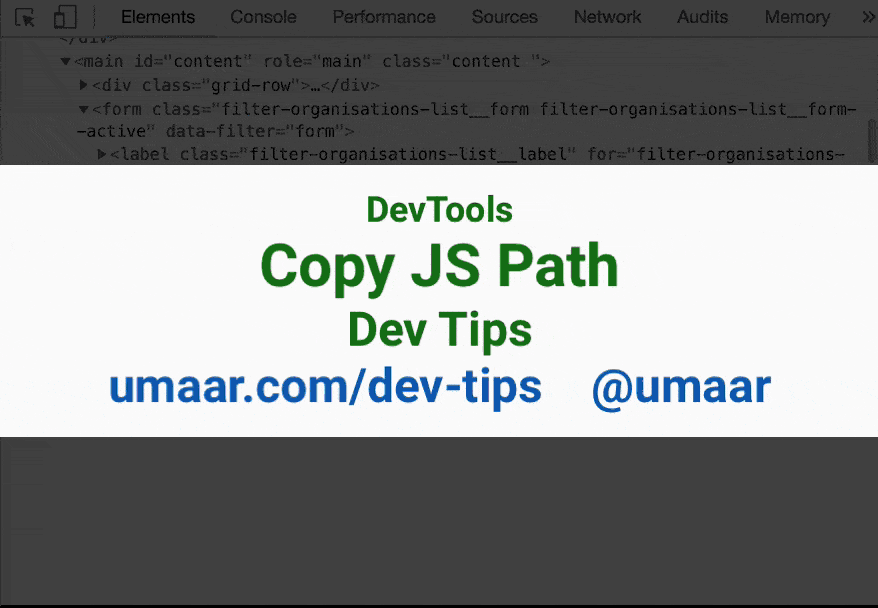 Elements Console Performance Sources Network Audits Memory »
</div>
▼<main id="content" role="main" class="content ">
▶<div class="grid-row">…</div>
▼<form class="filter-organisations-list__form filter-organisations-list__form-
-active" data-filter="form">
▶<label class="filter-organisations-list__label" for="filter-organisations-
DevTools
Copy JS Path
Dev Tips
umaar.com/dev-tips @umaar